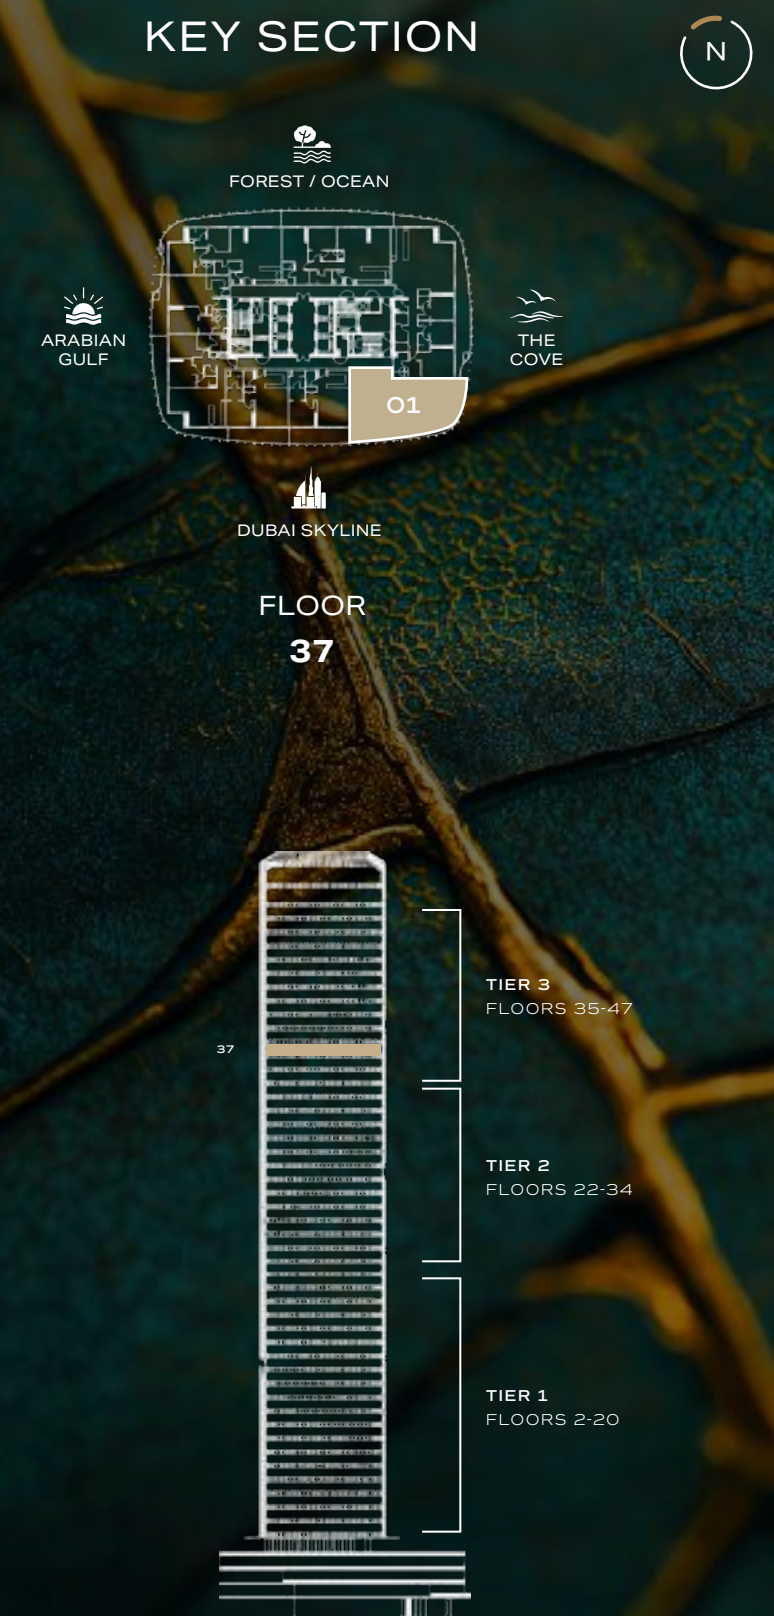 KEY SECTION
N
FOREST / OCEAN
ARABIAN
GULF
THE
COVE
01
DUBAI SKYLINE
FLOOR
37
TIER 3
FLOORS 35-47
37
TIER 2
FLOORS 22-34
TIER 1
FLOORS 2-20